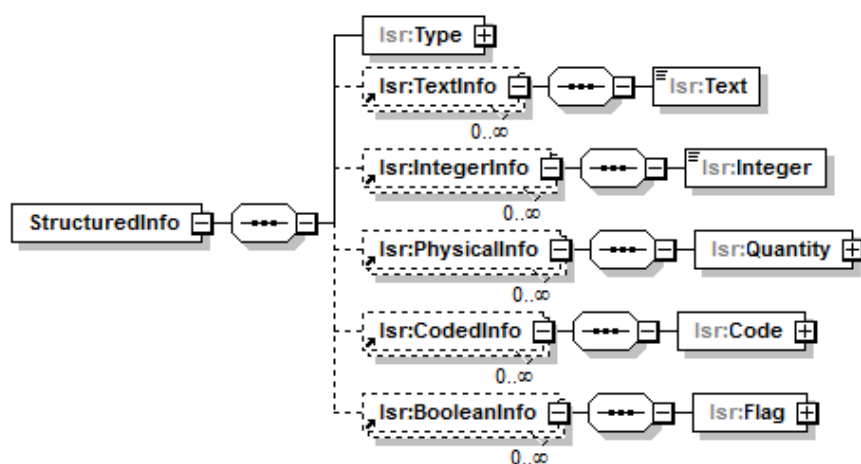 lsr:Type
lsr:TextInfo
lsr:Text
0..∞
lsr:IntegerInfo
lsr:Integer
0..∞
StructuredInfo
lsr:PhysicalInfo
lsr:Quantity
0..∞
lsr:CodedInfo
lsr:Code
0..∞
lsr:BooleanInfo
lsr:Flag
0..∞